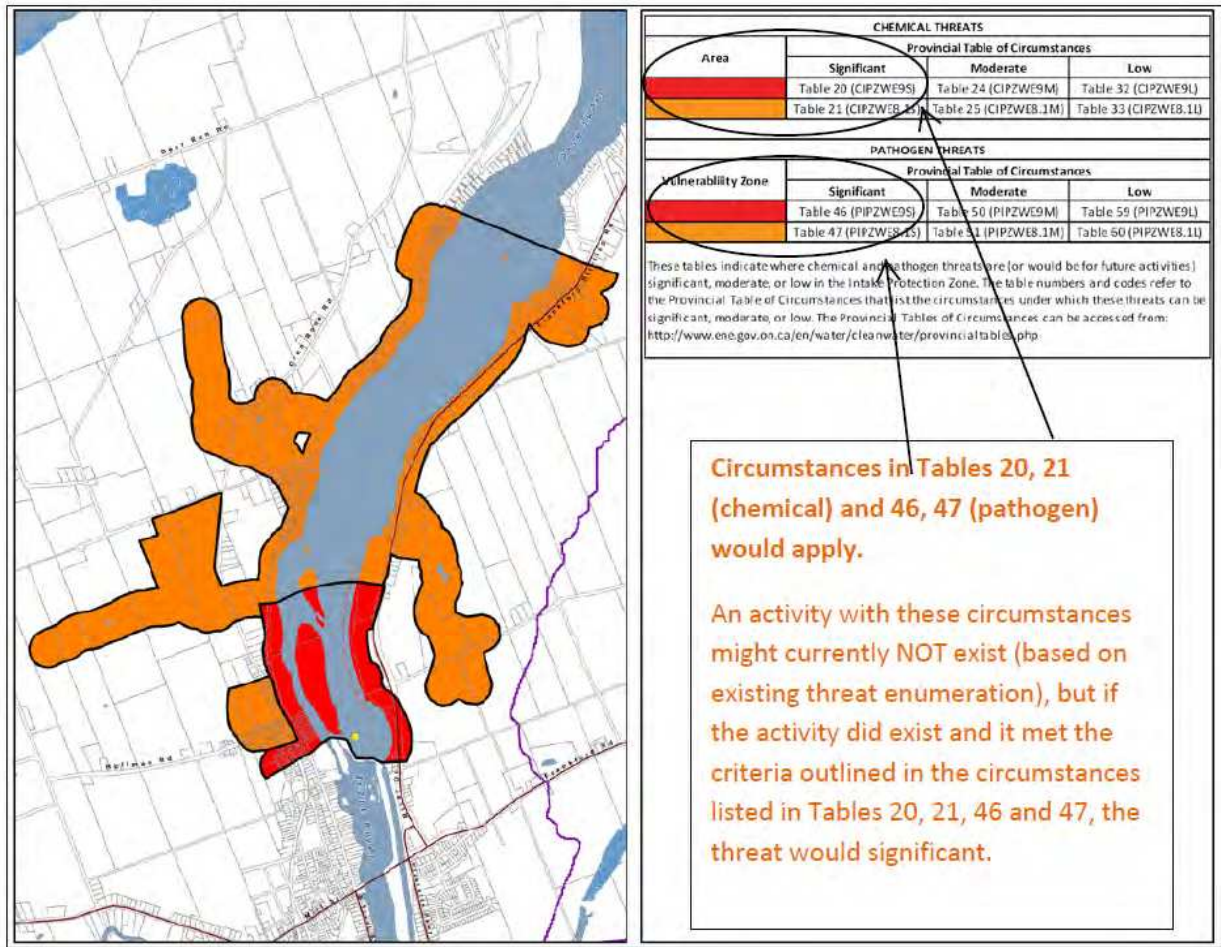 CHEMICAL THREATS
Area
Provincial Table of Circumstances
Significant Moderate Low
Table 20 (CIPZWE9S) Table 24 (CIPZWE9M) Table 32 (CIPZWE9L)
Table 21 (CIPZWE8.1S) Table 25 (CIPZWE8.1M) Table 33 (CIPZWE8.1L)
PATHOGEN THREATS
Vulnerability Zone
Provincial Table of Circumstances
Significant Moderate Low
Table 46 (PIPZWE9S) Table 50 (PIPZWE9M) Table 59 (PIPZWE9L)
Table 47 (PIPZWE8.1S) Table 51 (PIPZWE8.1M) Table 60 (PIPZWE8.1L)
These tables indicate where chemical and pathogen threats are (or would be for future activities)
significant, moderate, or low in the Intake Protection Zone. The table numbers and codes refer to
the Provincial Table of Circumstances that list the circumstances under which these threats can be
significant, moderate, or low. The Provincial Tables of Circumstances can be accessed from:
http://www.ene.gov.on.ca/en/water/cleanwater/provincialtables.php
Circumstances in Tables 20, 21
(chemical) and 46, 47 (pathogen)
would apply.
An activity with these circumstances
might currently NOT exist (based on
existing threat enumeration), but if
the activity did exist and it met the
criteria outlined in the circumstances
listed in Tables 20, 21, 46 and 47, the
threat would significant.